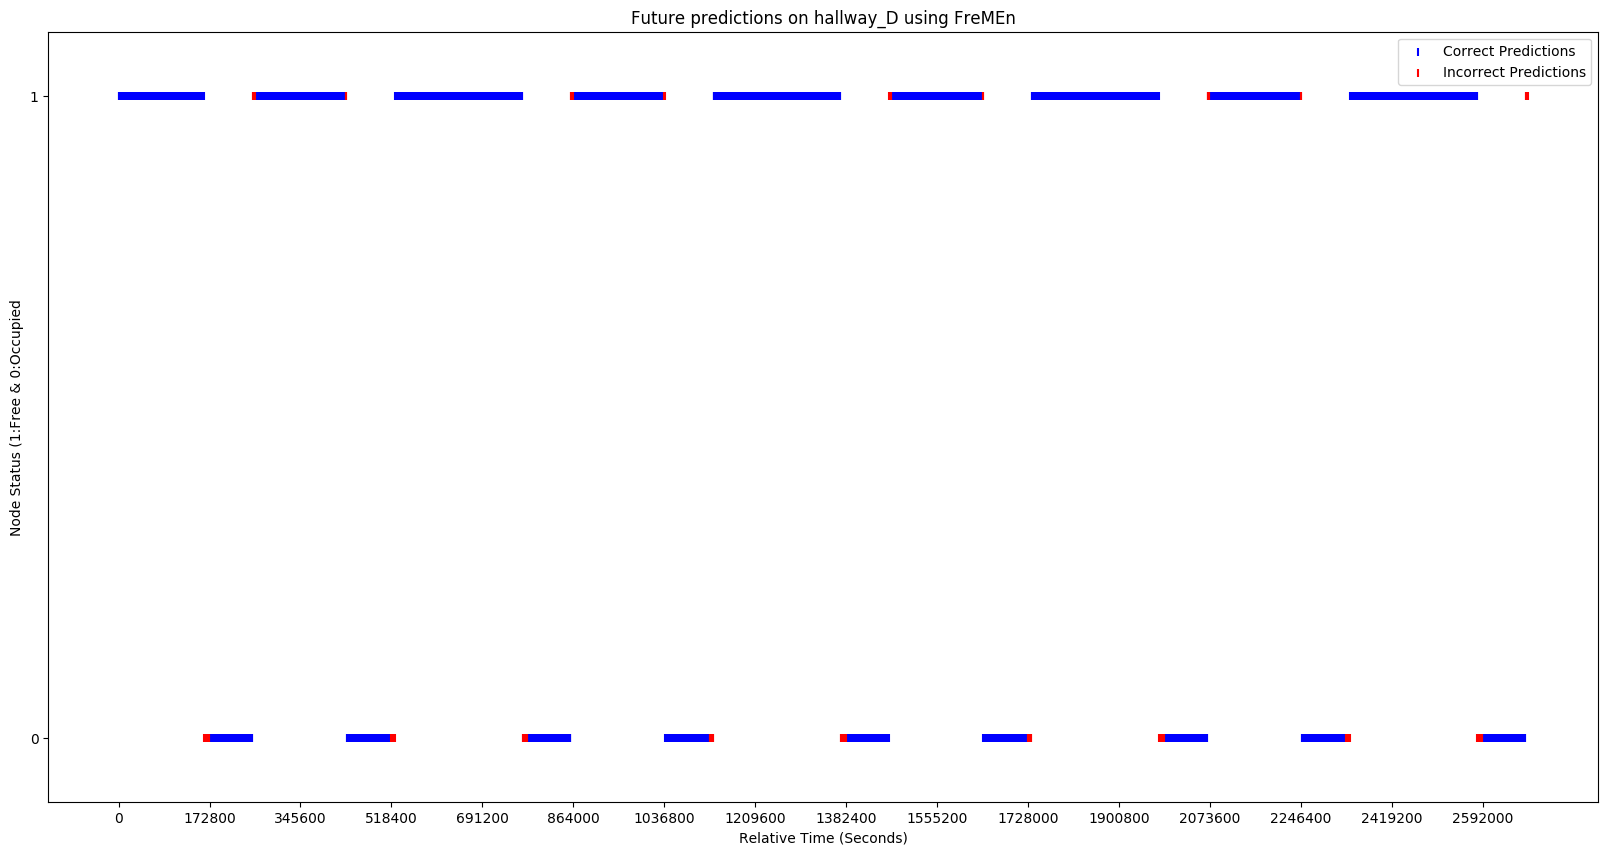 Future predictions on hallway_D using FreMEn
Correct Predictions
Incorrect Predictions
1
0
Node Status (1:Free & 0:Occupied
0 172800 345600 518400 691200 864000 1036800 1209600 1382400 1555200 1728000 1900800 2073600 2246400 2419200 2592000
Relative Time (Seconds)